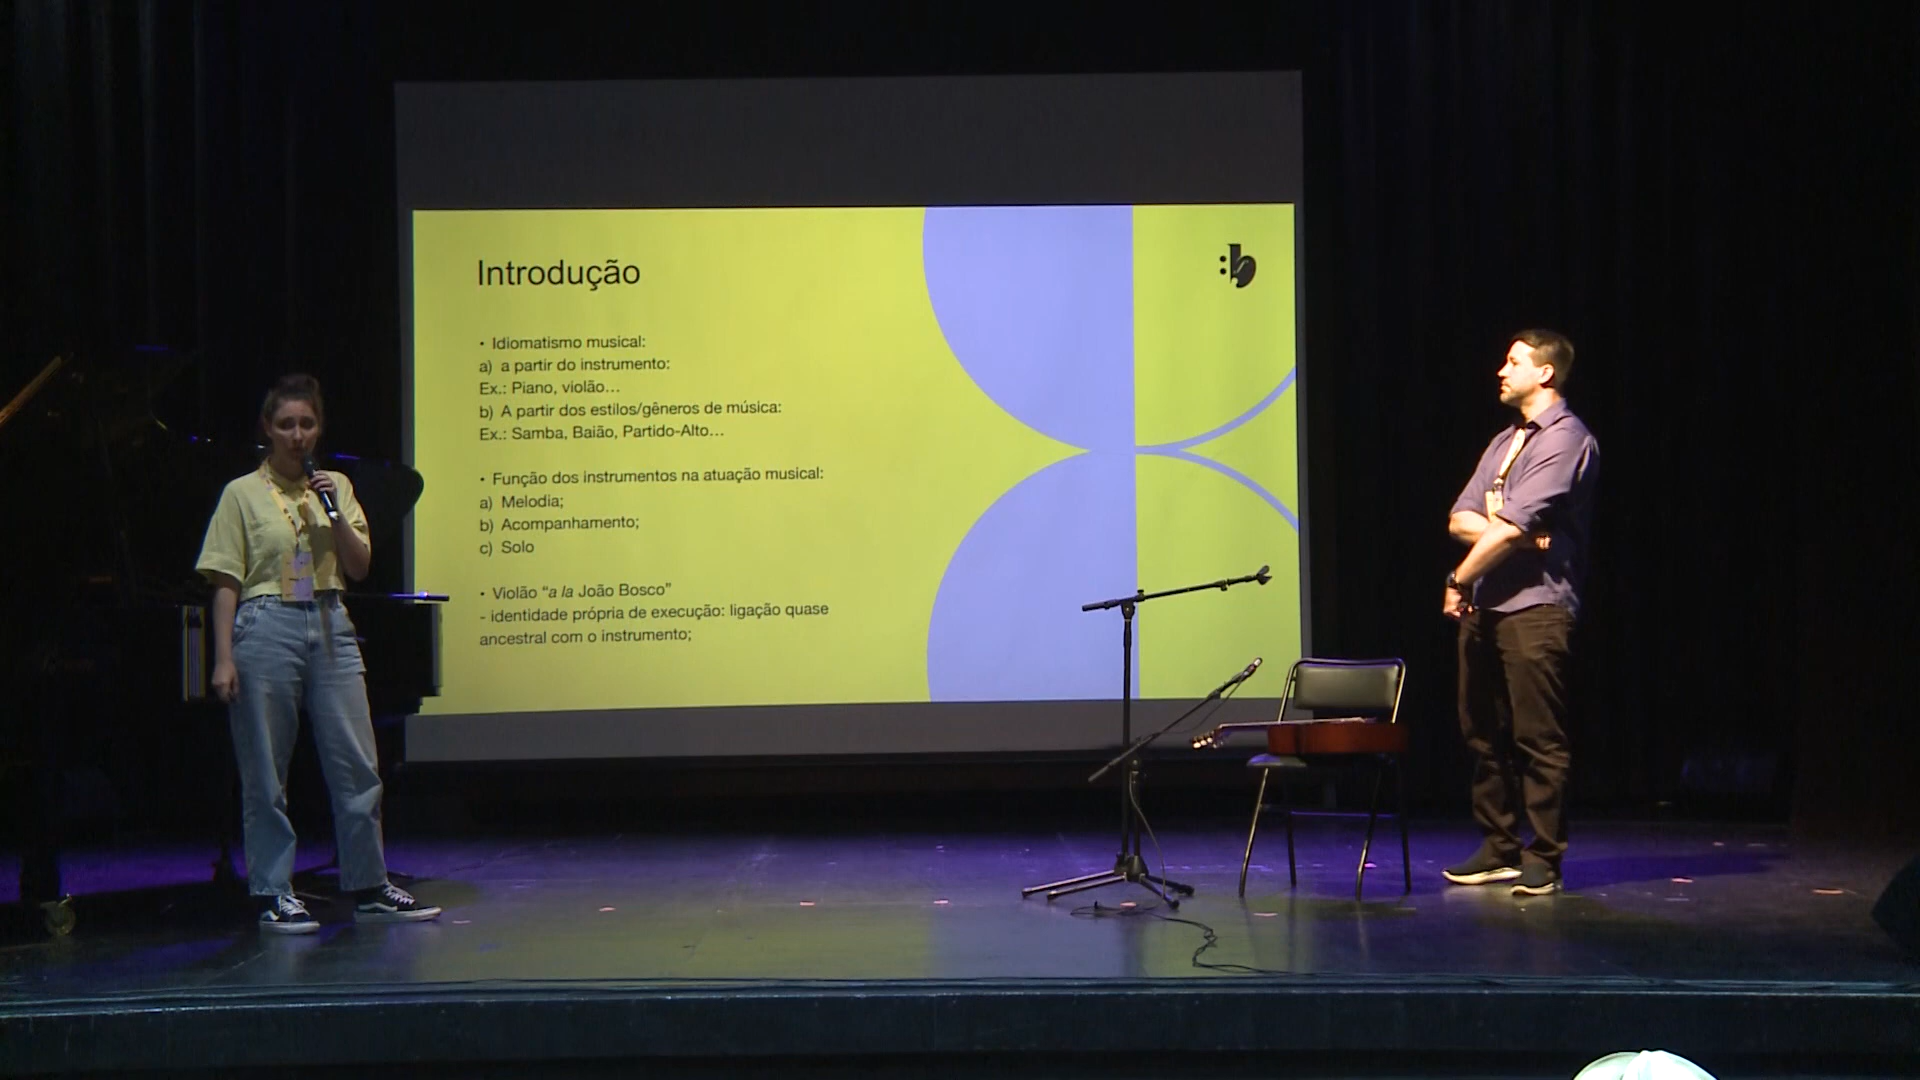 Introdução
• Idiomatismo musical:
a) a partir do instrumento:
Ex.: Piano, violão…
b) A partir dos estilos/gêneros de música:
Ex.: Samba, Baião, Partido-Alto…
• Função dos instrumentos na atuação musical:
a) Melodia;
b) Acompanhamento;
c) Solo
• Violão “a la João Bosco”
- identidade própria de execução: ligação quase
ancestral com o instrumento;